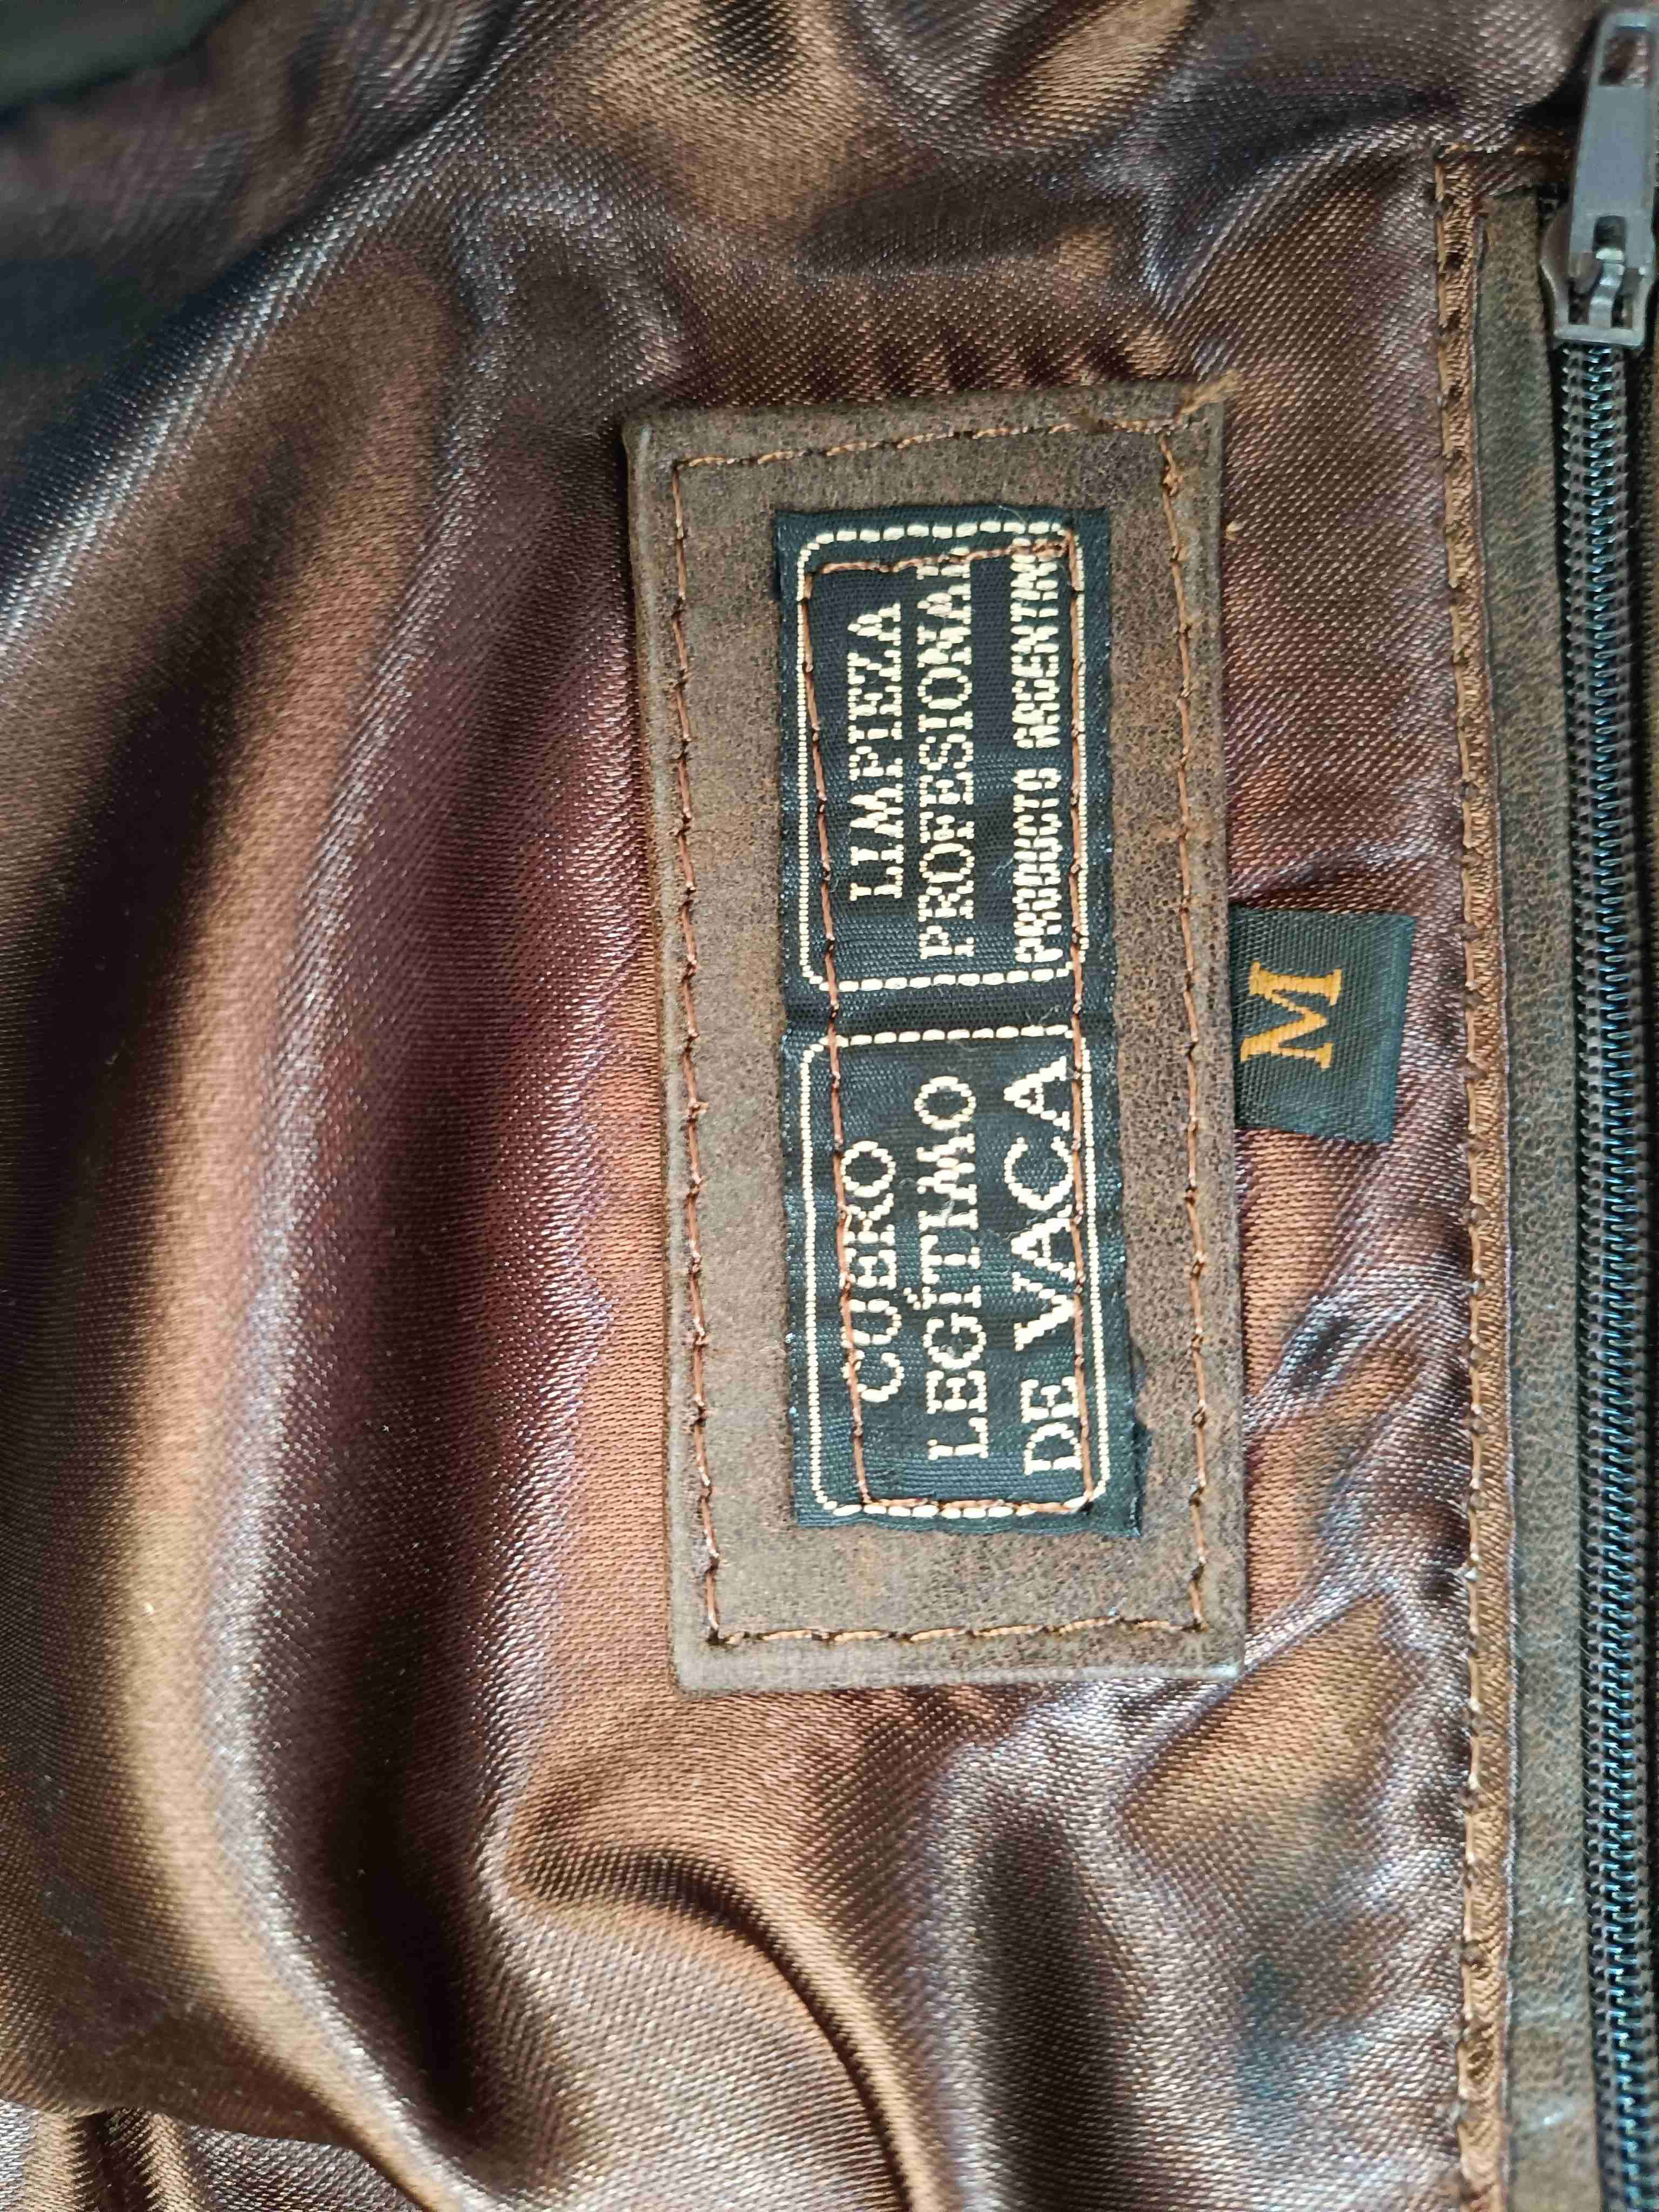 CUERO
LEGÍTIMO
DE VACA
LIMPIEZA
PROFESIONAL
PRODUCTO ARGENTINO
M